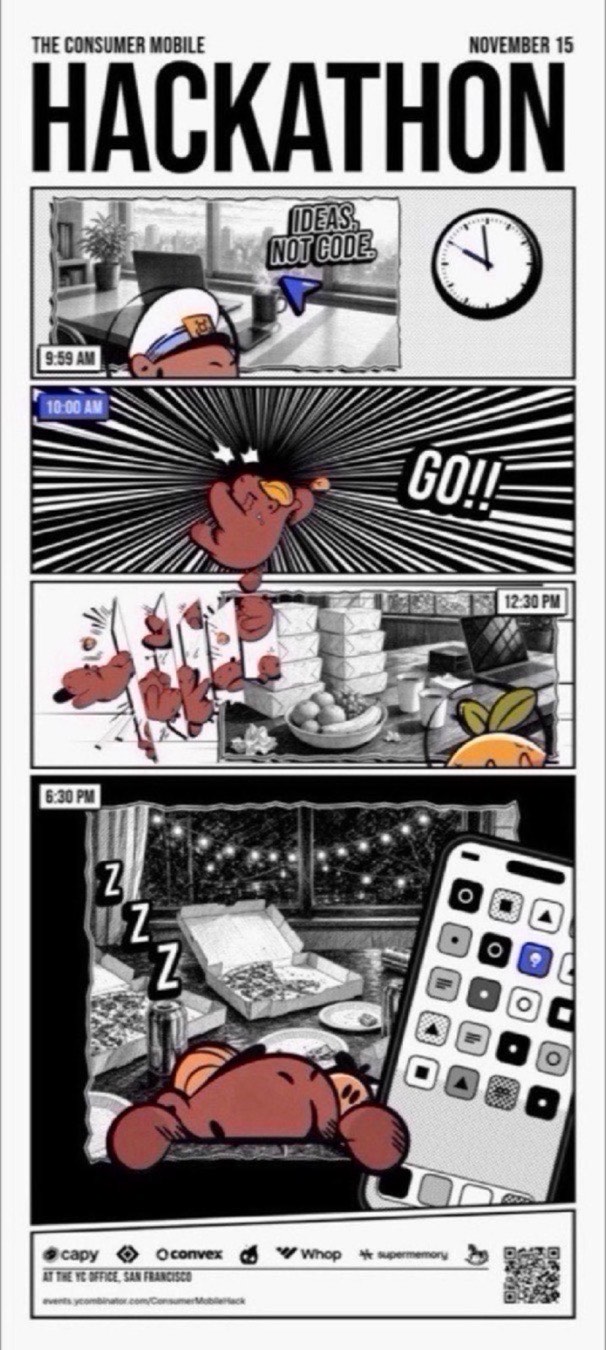 THE CONSUMER MOBILE
NOVEMBER 15
HACKATHON
IDEAS,
NOT CODE.
9:59 AM
10:00 AM
GO!!
12:30 PM
6:30 PM
Z
Z
Z
capy
convex
Whop
supermemory
AT THE YC OFFICE, SAN FRANCISCO
events.ycombinator.com/ConsumerMobileHack